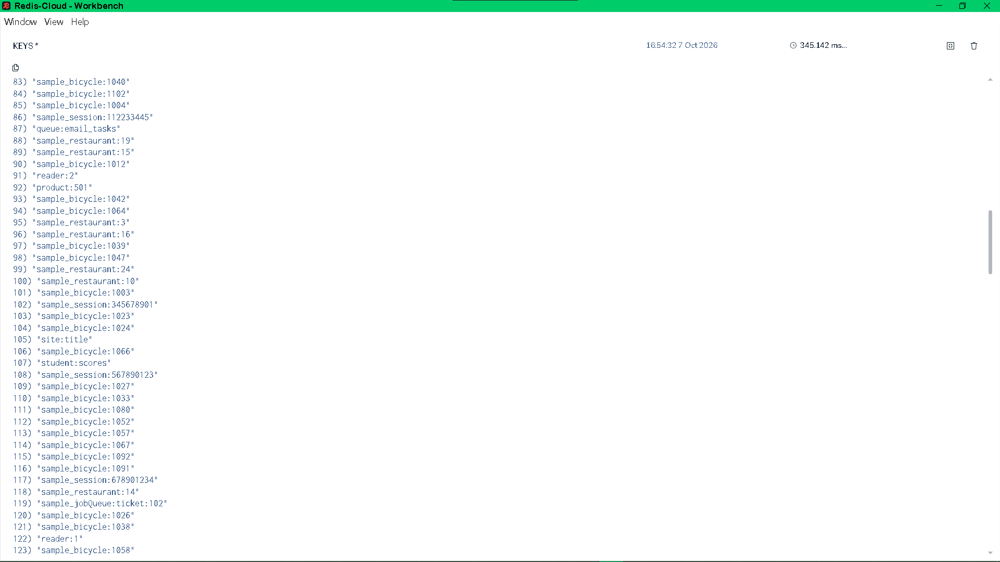 Redis-Cloud - Workbench
Window View Help
KEYS * 16:54:32 7 Oct 2026 345.142 ms...
83) "sample_bicycle:1040"
84) "sample_bicycle:1102"
85) "sample_bicycle:1004"
86) "sample_session:112233445"
87) "queue:email_tasks"
88) "sample_restaurant:19"
89) "sample_restaurant:15"
90) "sample_bicycle:1012"
91) "reader:2"
92) "product:501"
93) "sample_bicycle:1042"
94) "sample_bicycle:1064"
95) "sample_restaurant:3"
96) "sample_restaurant:16"
97) "sample_bicycle:1039"
98) "sample_bicycle:1047"
99) "sample_restaurant:24"
100) "sample_restaurant:10"
101) "sample_bicycle:1003"
102) "sample_session:345678901"
103) "sample_bicycle:1023"
104) "sample_bicycle:1024"
105) "site:title"
106) "sample_bicycle:1066"
107) "student:scores"
108) "sample_session:567890123"
109) "sample_bicycle:1027"
110) "sample_bicycle:1033"
111) "sample_bicycle:1080"
112) "sample_bicycle:1052"
113) "sample_bicycle:1057"
114) "sample_bicycle:1067"
115) "sample_bicycle:1092"
116) "sample_bicycle:1091"
117) "sample_session:678901234"
118) "sample_restaurant:14"
119) "sample_jobQueue:ticket:102"
120) "sample_bicycle:1026"
121) "sample_bicycle:1038"
122) "reader:1"
123) "sample_bicycle:1058"